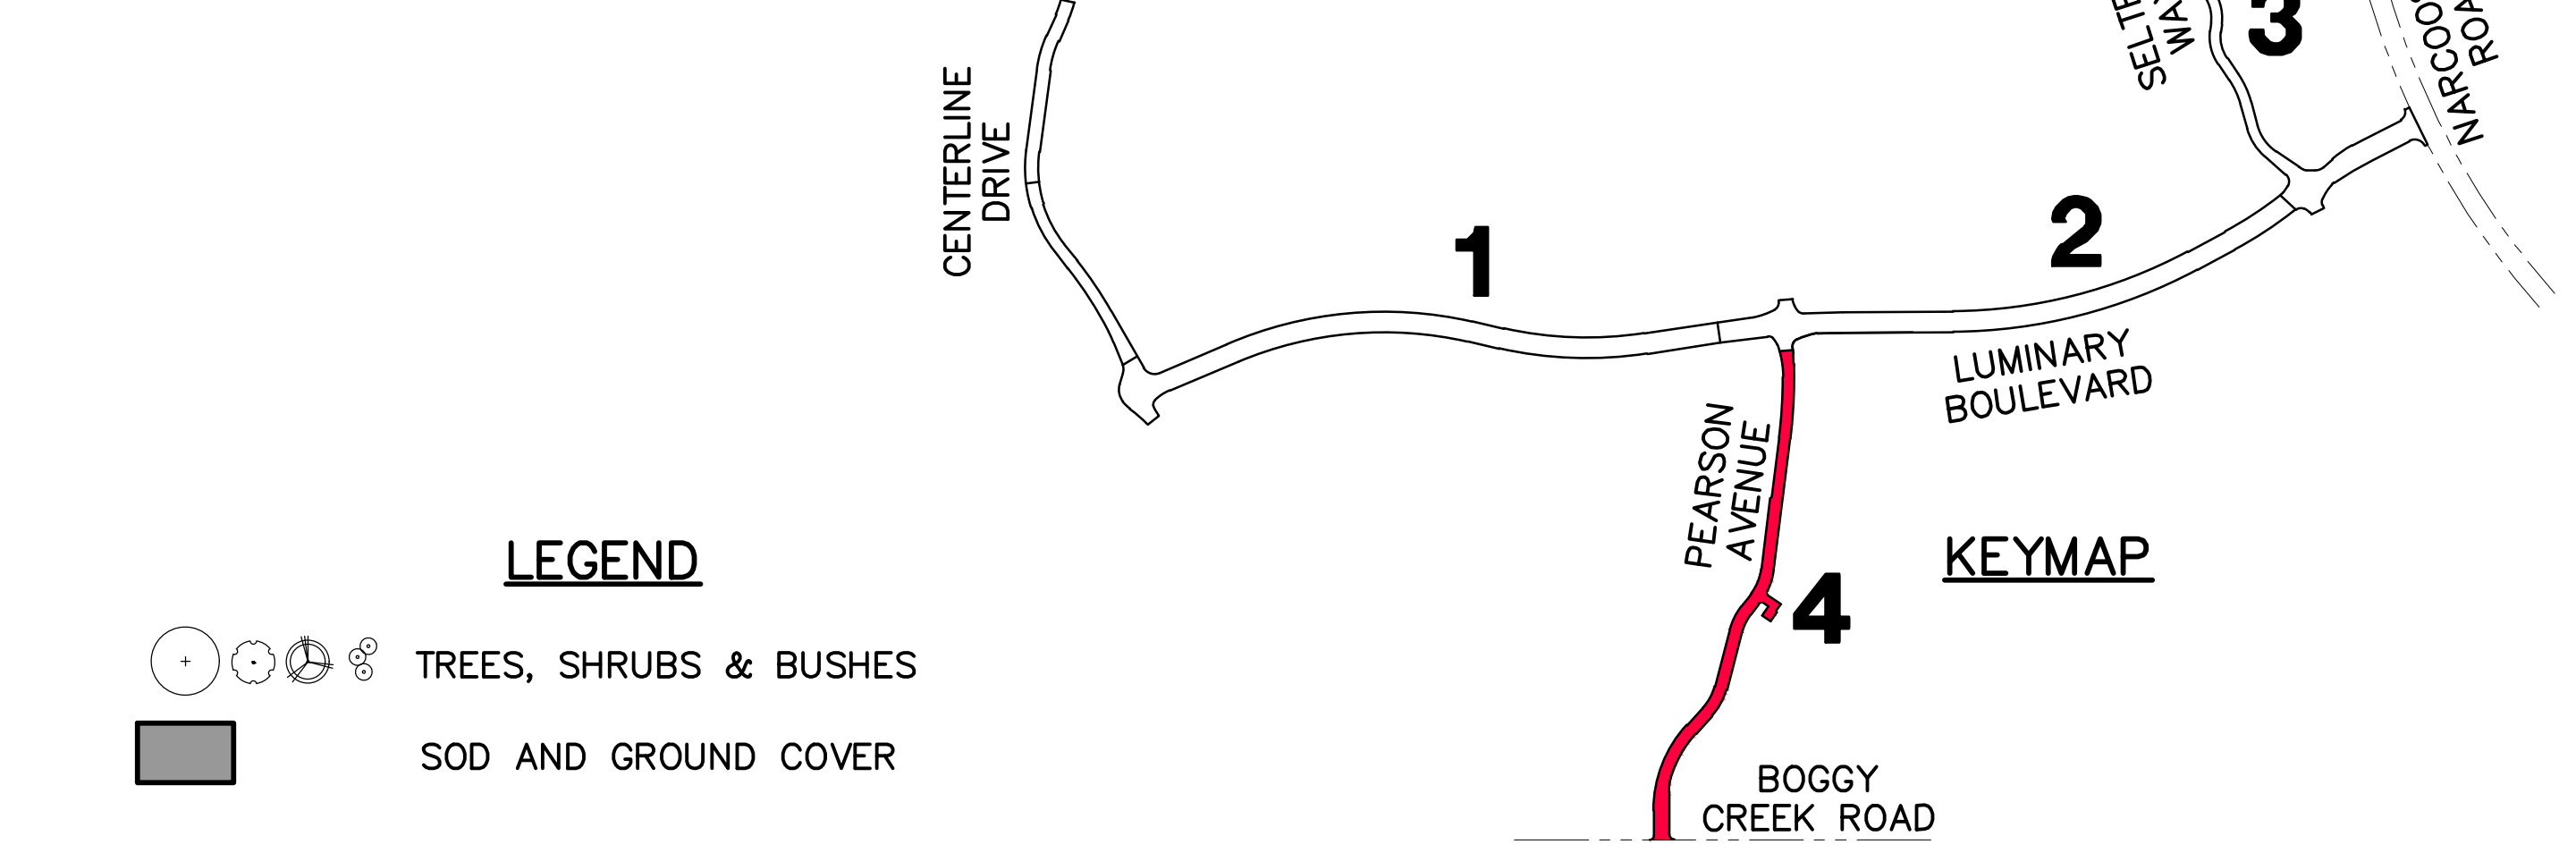 CENTERLINE
DRIVE
1
2
3
NARCOOS
LUMINARY
BOULEVARD
PEARSON
AVENUE
LEGEND
KEYMAP
4
TREES, SHRUBS & BUSHES
SOD AND GROUND COVER
BOGGY
CREEK ROAD